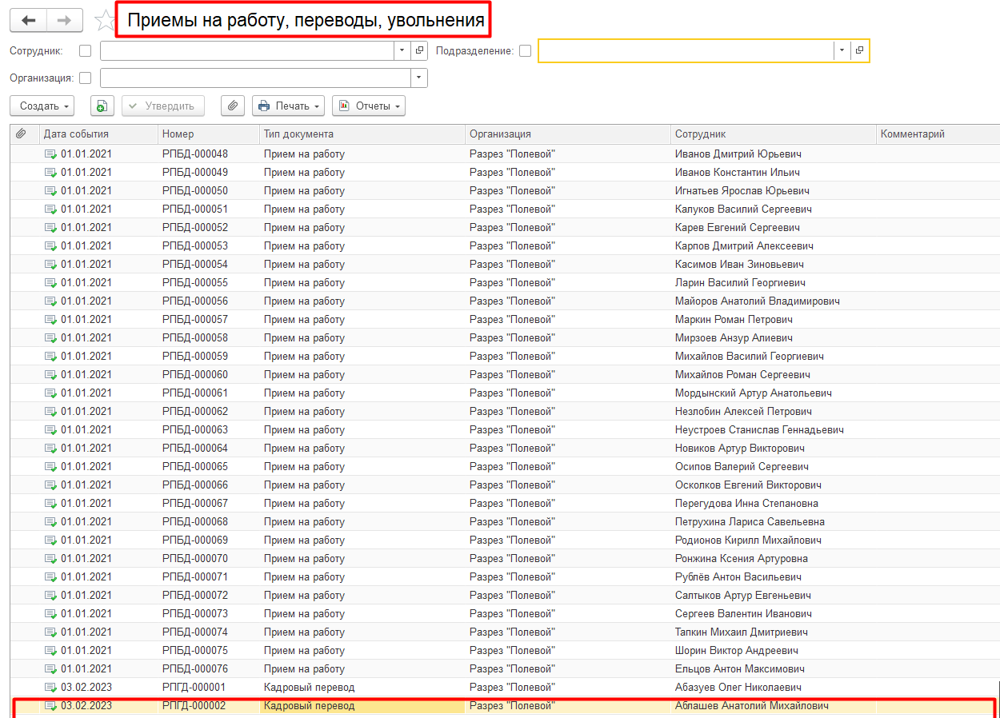 Приемы на работу, переводы, увольнения
Сотрудник: Подразделение:
Организация:
Создать Утвердить Печать Отчеты
Дата события Номер Тип документа Организация Сотрудник Комментарий
01.01.2021 РПБД-000048 Прием на работу Разрез "Полевой" Иванов Дмитрий Юрьевич
01.01.2021 РПБД-000049 Прием на работу Разрез "Полевой" Иванов Константин Ильич
01.01.2021 РПБД-000050 Прием на работу Разрез "Полевой" Игнатьев Ярослав Юрьевич
01.01.2021 РПБД-000051 Прием на работу Разрез "Полевой" Калуков Василий Сергеевич
01.01.2021 РПБД-000052 Прием на работу Разрез "Полевой" Карев Евгений Сергеевич
01.01.2021 РПБД-000053 Прием на работу Разрез "Полевой" Карпов Дмитрий Алексеевич
01.01.2021 РПБД-000054 Прием на работу Разрез "Полевой" Касимов Иван Зиновьевич
01.01.2021 РПБД-000055 Прием на работу Разрез "Полевой" Ларин Василий Георгиевич
01.01.2021 РПБД-000056 Прием на работу Разрез "Полевой" Майоров Анатолий Владимирович
01.01.2021 РПБД-000057 Прием на работу Разрез "Полевой" Маркин Роман Петрович
01.01.2021 РПБД-000058 Прием на работу Разрез "Полевой" Мирзоев Анзур Алиевич
01.01.2021 РПБД-000059 Прием на работу Разрез "Полевой" Михайлов Василий Георгиевич
01.01.2021 РПБД-000060 Прием на работу Разрез "Полевой" Михайлов Роман Сергеевич
01.01.2021 РПБД-000061 Прием на работу Разрез "Полевой" Мордынский Артур Анатольевич
01.01.2021 РПБД-000062 Прием на работу Разрез "Полевой" Незлобин Алексей Петрович
01.01.2021 РПБД-000063 Прием на работу Разрез "Полевой" Неустроев Станислав Геннадьевич
01.01.2021 РПБД-000064 Прием на работу Разрез "Полевой" Новиков Артур Викторович
01.01.2021 РПБД-000065 Прием на работу Разрез "Полевой" Осипов Валерий Сергеевич
01.01.2021 РПБД-000066 Прием на работу Разрез "Полевой" Осколков Евгений Викторович
01.01.2021 РПБД-000067 Прием на работу Разрез "Полевой" Перегудова Инна Степановна
01.01.2021 РПБД-000068 Прием на работу Разрез "Полевой" Петрухина Лариса Савельевна
01.01.2021 РПБД-000069 Прием на работу Разрез "Полевой" Родионов Кирилл Михайлович
01.01.2021 РПБД-000070 Прием на работу Разрез "Полевой" Ронжина Ксения Артуровна
01.01.2021 РПБД-000071 Прием на работу Разрез "Полевой" Рублёв Антон Васильевич
01.01.2021 РПБД-000072 Прием на работу Разрез "Полевой" Салтыков Артур Евгеньевич
01.01.2021 РПБД-000073 Прием на работу Разрез "Полевой" Сергеев Валентин Иванович
01.01.2021 РПБД-000074 Прием на работу Разрез "Полевой" Тапкин Михаил Дмитриевич
01.01.2021 РПБД-000075 Прием на работу Разрез "Полевой" Шорин Виктор Андреевич
01.01.2021 РПБД-000076 Прием на работу Разрез "Полевой" Ельцов Антон Максимович
03.02.2023 РПГД-000001 Кадровый перевод Разрез "Полевой" Абазуев Олег Николаевич
03.02.2023 РПГД-000002 Кадровый перевод Разрез "Полевой" Аблашев Анатолий Михайлович